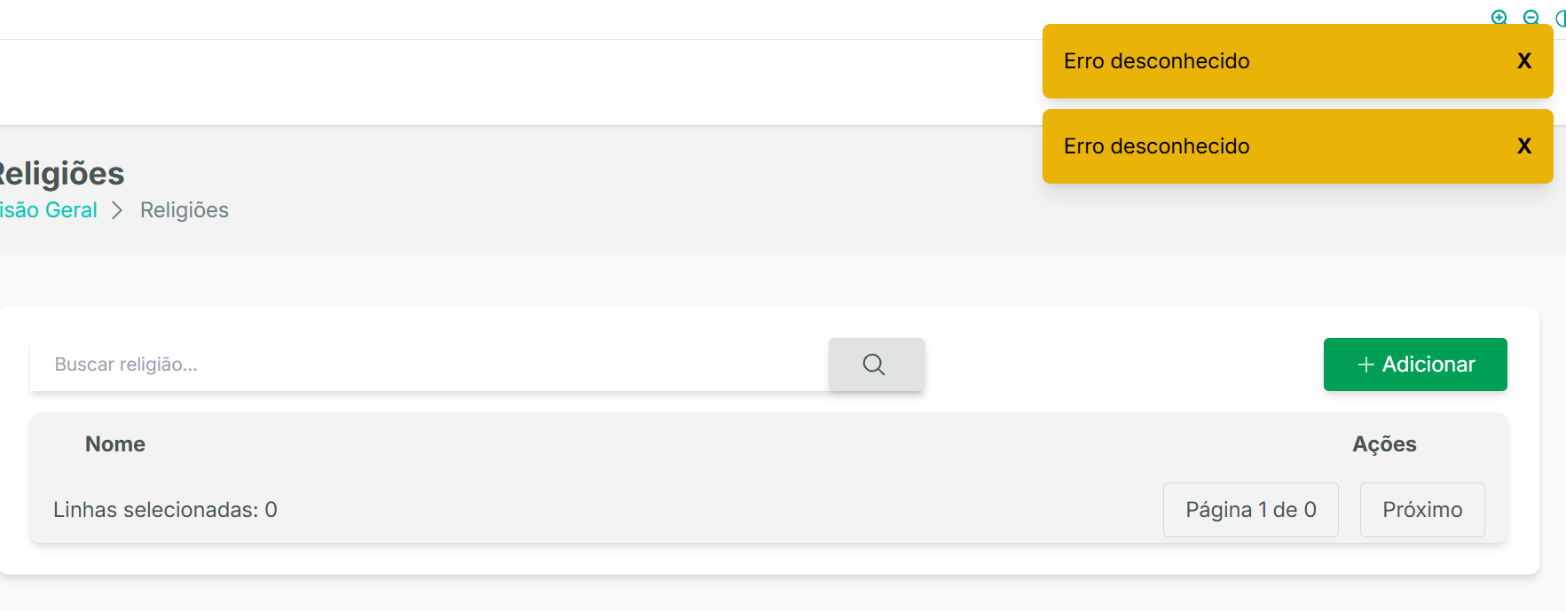 Erro desconhecido X
Erro desconhecido X
Religiões
isão Geral > Religiões
Buscar religião...
+ Adicionar
Nome Ações
Linhas selecionadas: 0 Página 1 de 0 Próximo